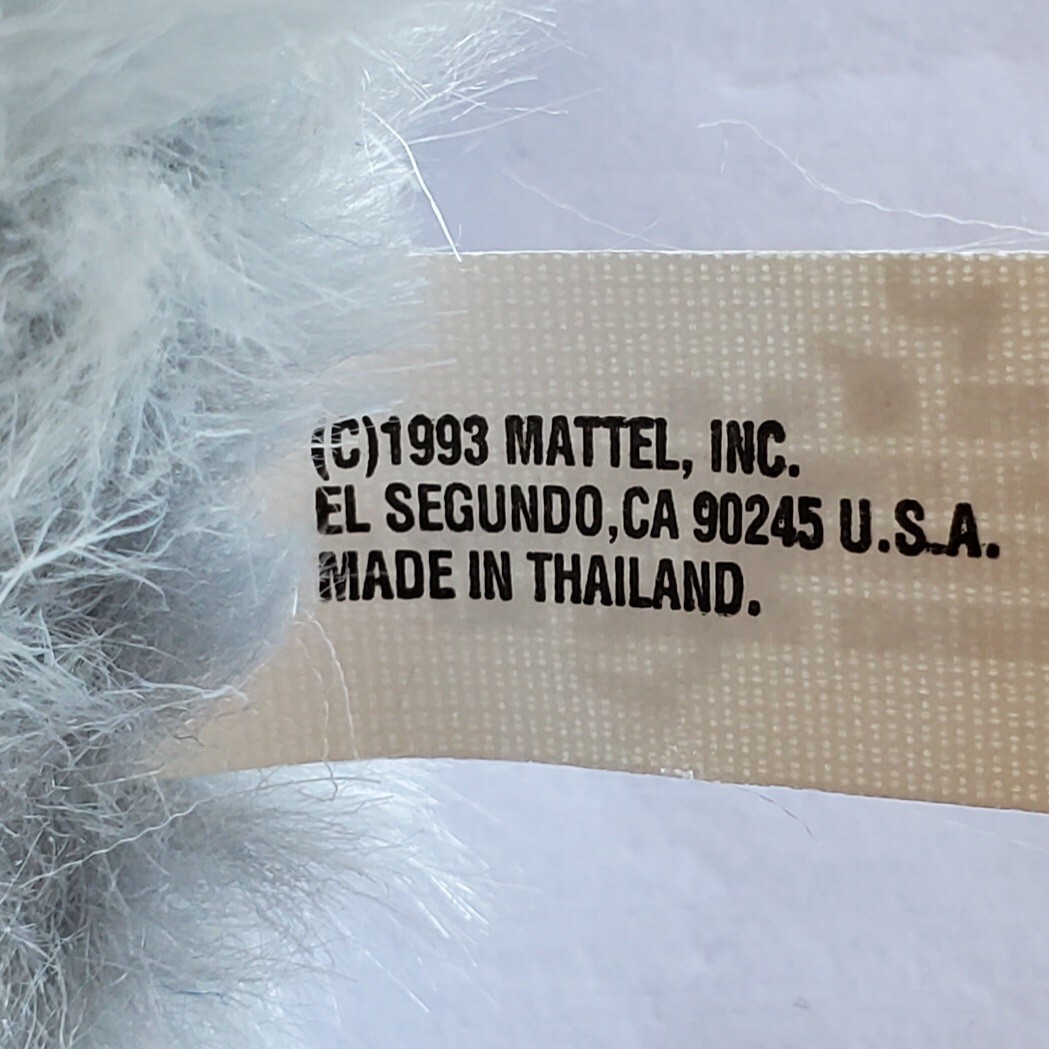 (C)1993 MATTEL, INC.
EL SEGUNDO,CA 90245 U.S.A.
MADE IN THAILAND.